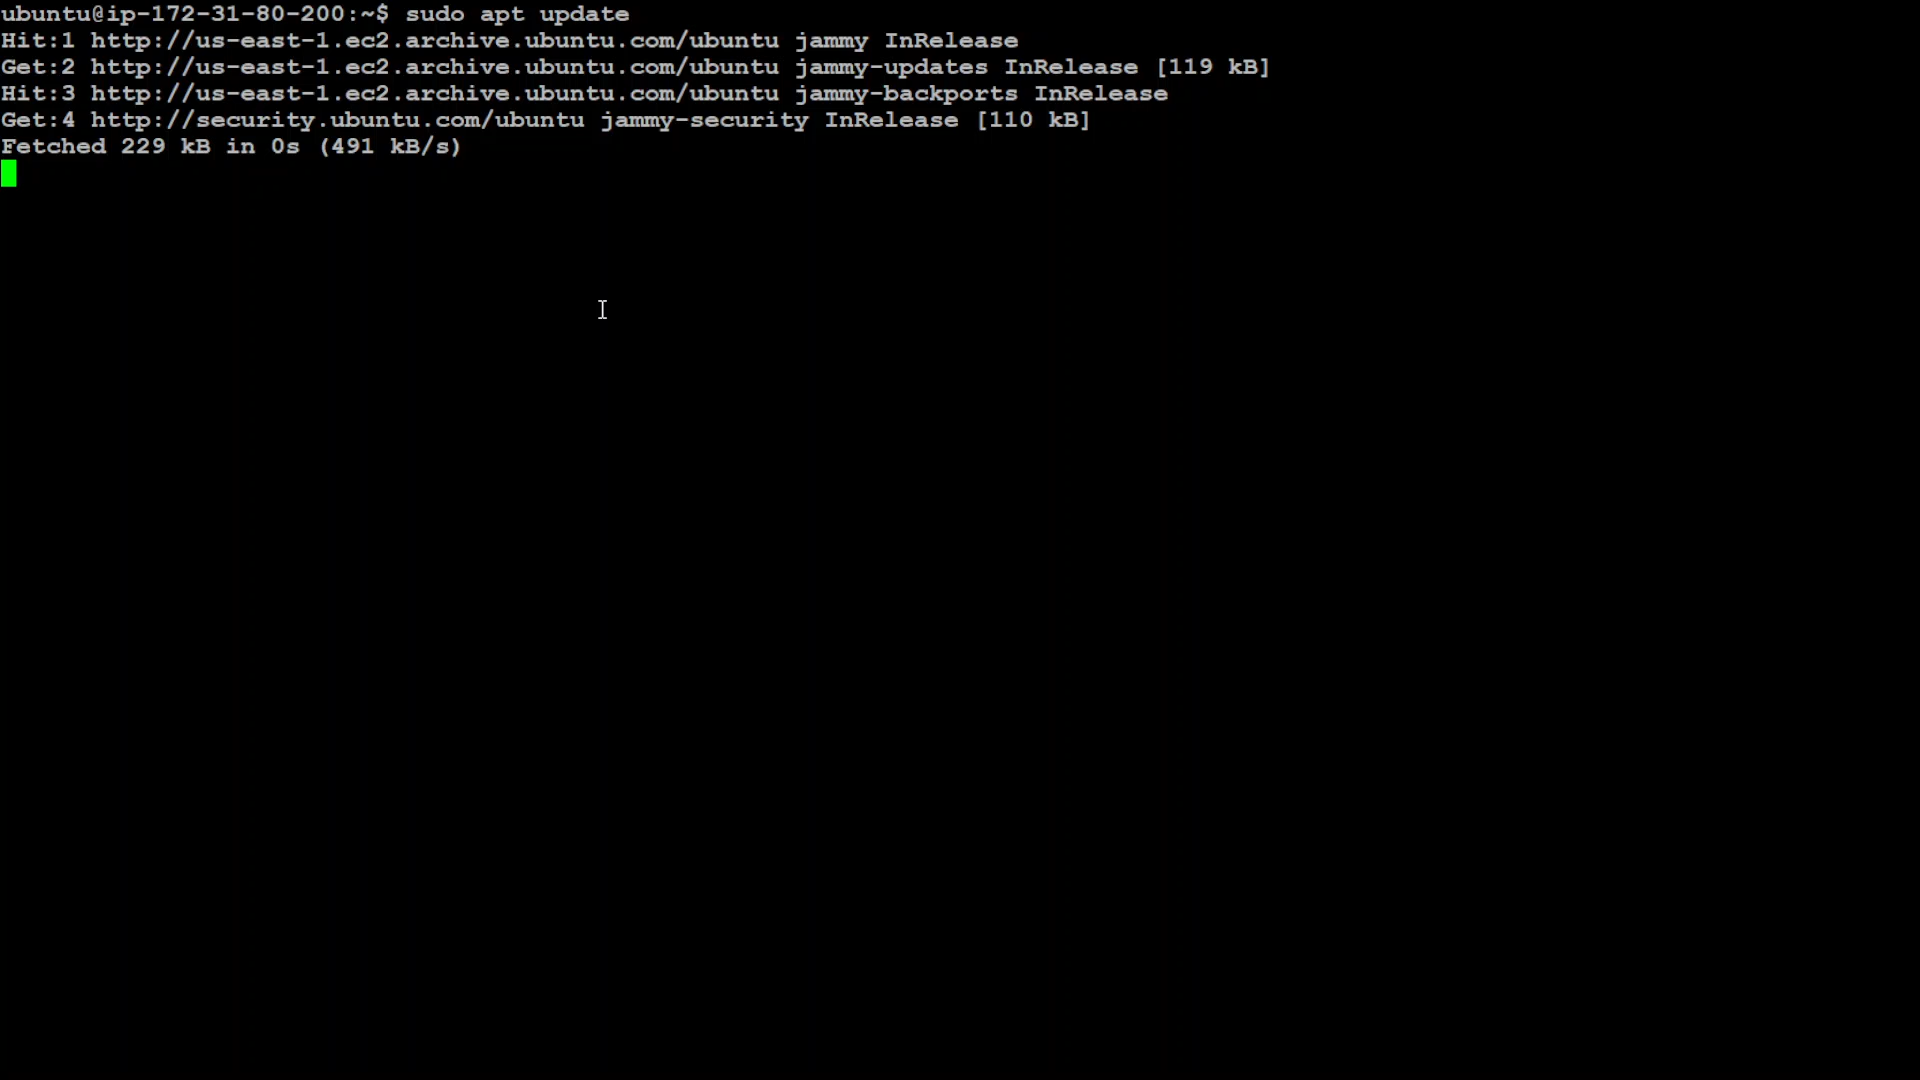 ubuntu@ip-172-31-80-200:~$ sudo apt update
Hit:1 http://us-east-1.ec2.archive.ubuntu.com/ubuntu jammy InRelease
Get:2 http://us-east-1.ec2.archive.ubuntu.com/ubuntu jammy-updates InRelease [119 kB]
Hit:3 http://us-east-1.ec2.archive.ubuntu.com/ubuntu jammy-backports InRelease
Get:4 http://security.ubuntu.com/ubuntu jammy-security InRelease [110 kB]
Fetched 229 kB in 0s (491 kB/s)